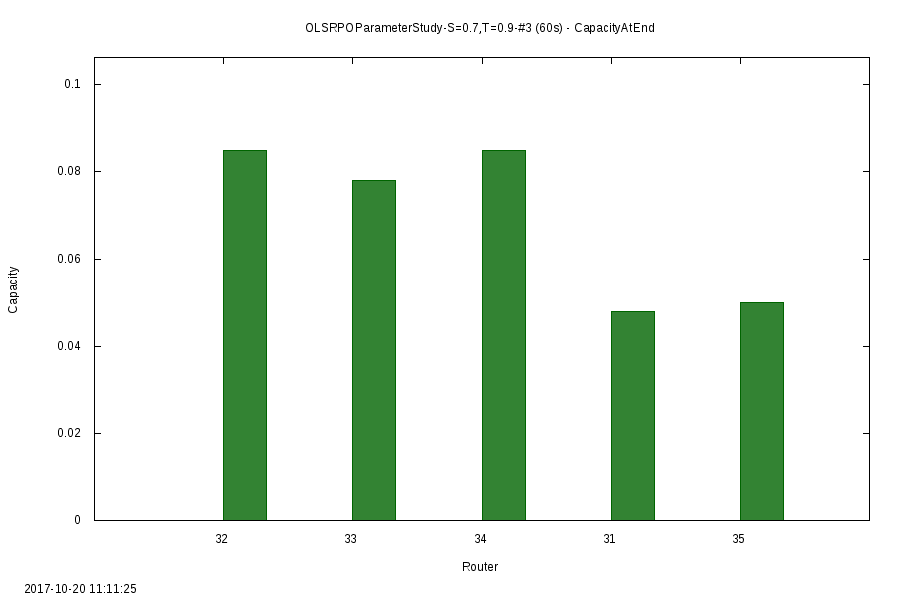 OLSRPOParameterStudy-S=0.7,T=0.9-#3 (60s) - CapacityAtEnd
0.1
0.08
0.06
0.04
0.02
0
Capacity
32 33 34 31 35
Router
2017-10-20 11:11:25